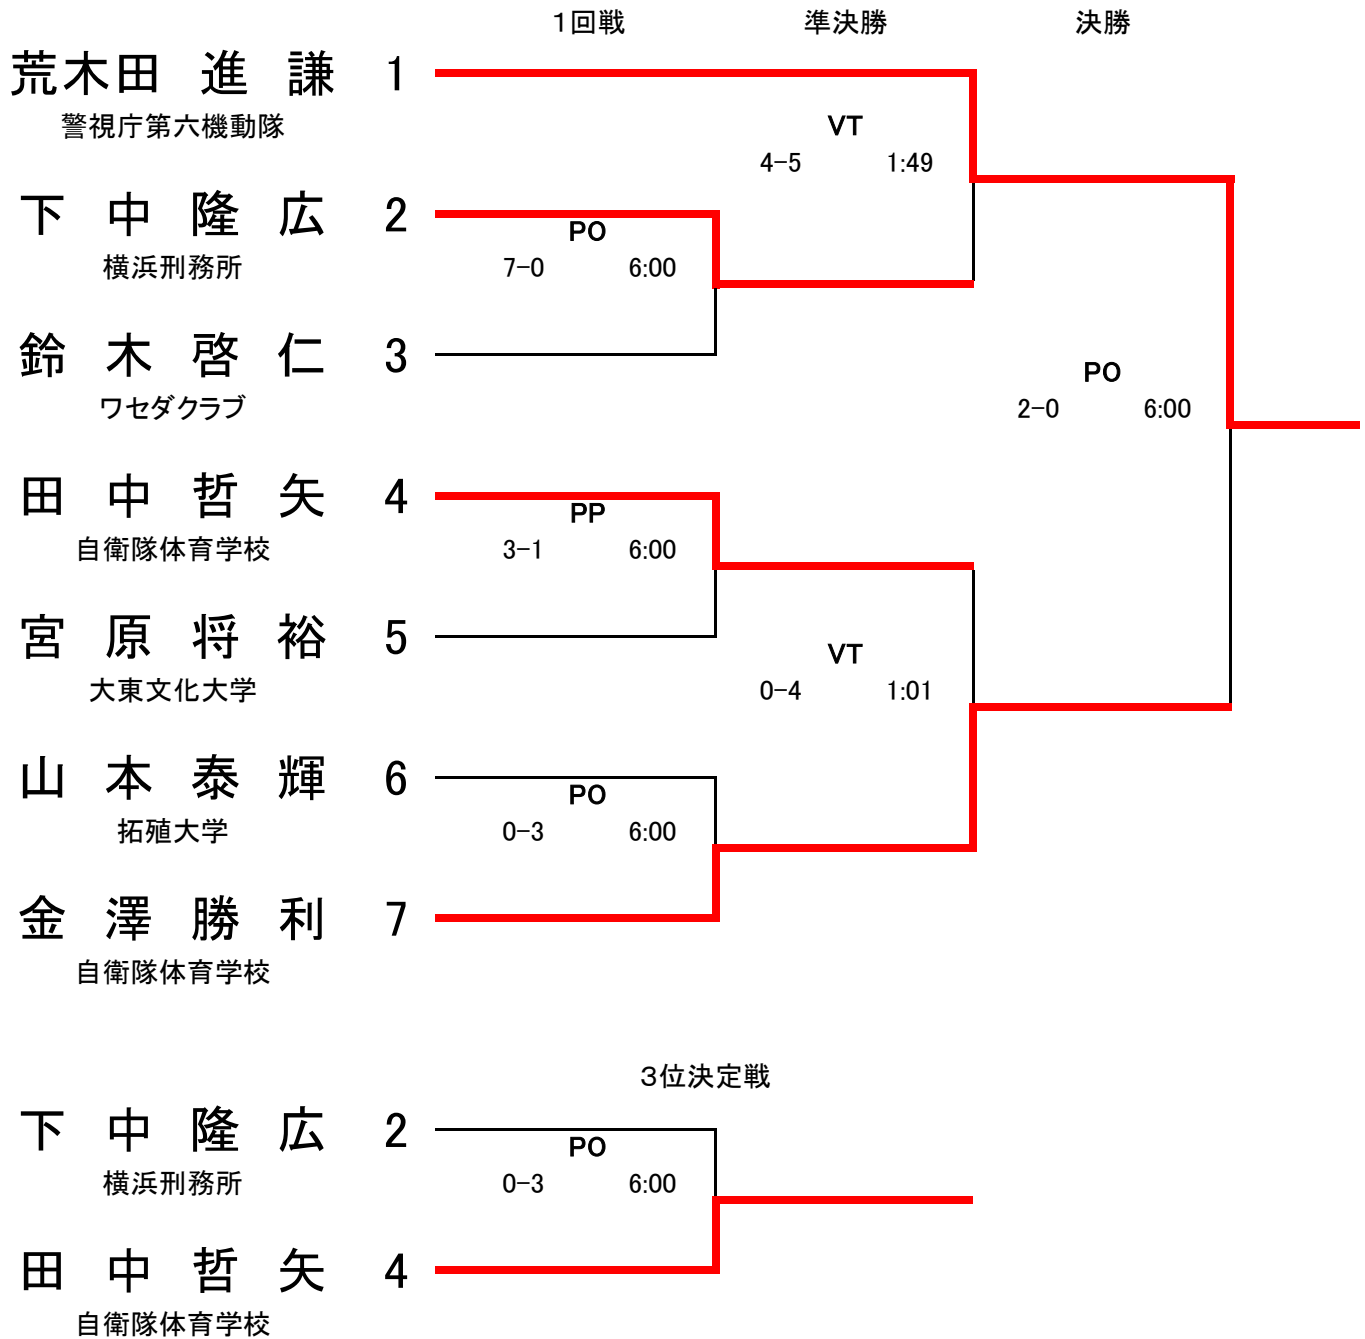 １回戦 準決勝 決勝
荒木田 進 謙 1
警視庁第六機動隊
VT
4-5 1:49
下 中 隆 広 2
横浜刑務所
PO
7-0 6:00
鈴 木 啓 仁 3
ワセダクラブ
PO
2-0 6:00
田 中 哲 矢 4
自衛隊体育学校
PP
3-1 6:00
宮 原 将 裕 5
大東文化大学
VT
0-4 1:01
山 本 泰 輝 6
拓殖大学
PO
0-3 6:00
金 澤 勝 利 7
自衛隊体育学校
３位決定戦
下 中 隆 広 2
横浜刑務所
PO
0-3 6:00
田 中 哲 矢 4
自衛隊体育学校